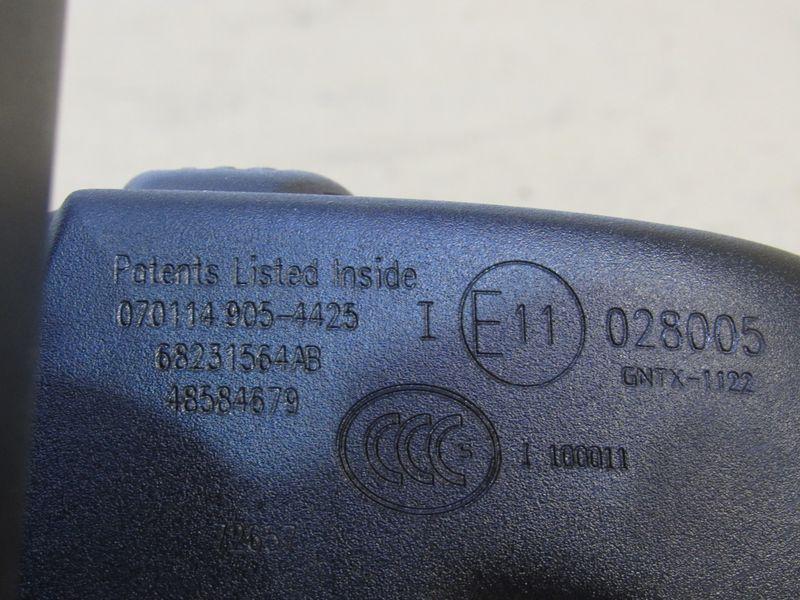 Patents Listed Inside
070114 905-4425
68231564AB
48584679
I E11 028005
GNTX-1122
CCC S
I 100011